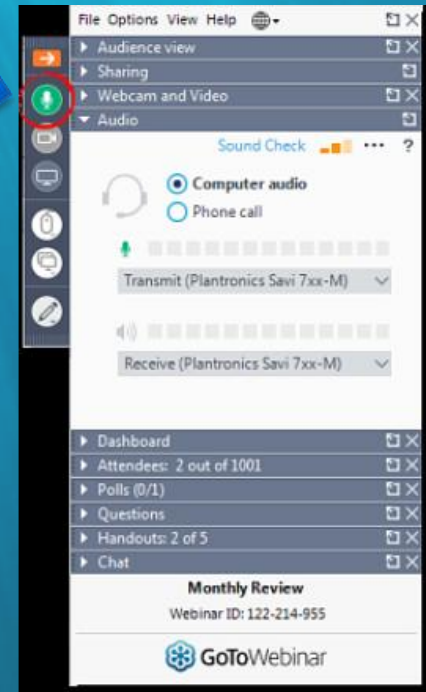 File Options View Help
Audience view
Sharing
Webcam and Video
Audio
Sound Check ?
Computer audio
Phone call
Transmit (Plantronics Savi 7xx-M)
Receive (Plantronics Savi 7xx-M)
Dashboard
Attendees: 2 out of 1001
Polls (0/1)
Questions
Handouts: 2 of 5
Chat
Monthly Review
Webinar ID: 122-214-955
GoToWebinar